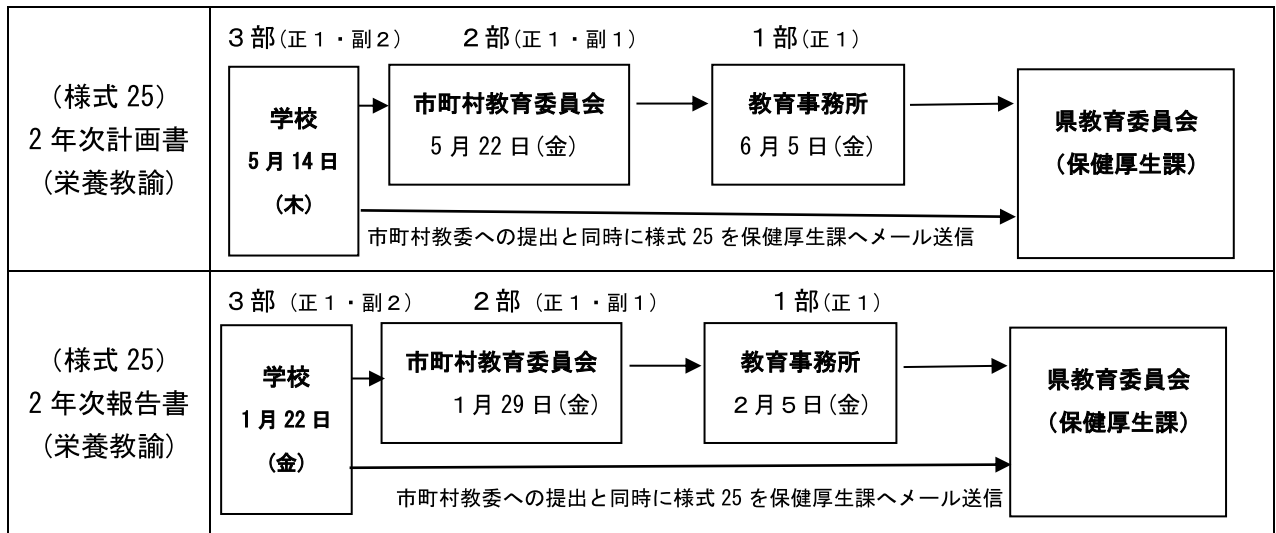 (様式 25)
2 年次計画書
(栄養教諭)
3部(正1・副2) 2部(正1・副1) 1部(正1)
学校
5 月 14 日
(木)
市町村教育委員会
5 月 22 日(金)
教育事務所
6 月 5 日(金)
県教育委員会
(保健厚生課)
市町村教委への提出と同時に様式 25 を保健厚生課へメール送信
(様式 25)
2 年次報告書
(栄養教諭)
3部 (正1・副2) 2部 (正1・副1) 1部(正1)
学校
1 月 22 日
(金)
市町村教育委員会
1月 29 日(金)
教育事務所
2月5日(金)
県教育委員会
(保健厚生課)
市町村教委への提出と同時に様式 25 を保健厚生課へメール送信